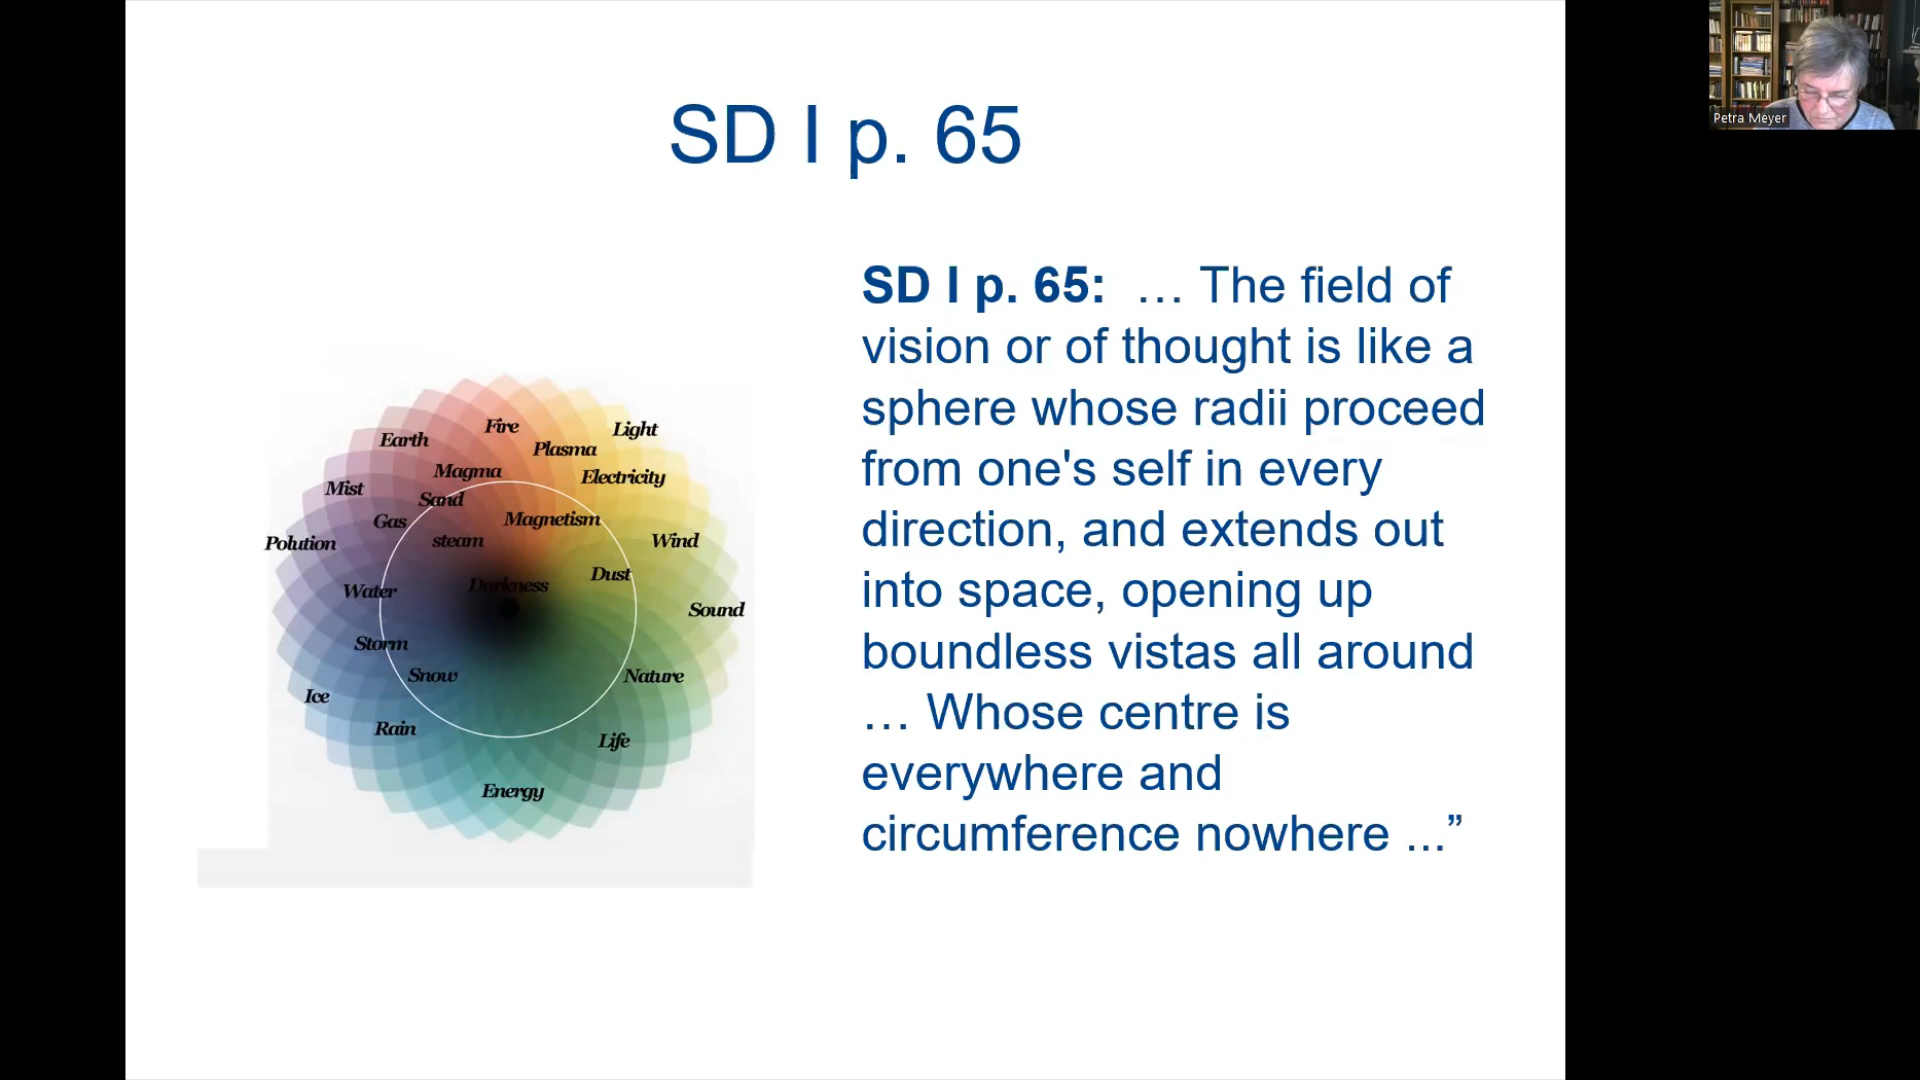 SD I p. 65
SD I p. 65: … The field of
vision or of thought is like a
sphere whose radii proceed
from one's self in every
direction, and extends out
into space, opening up
boundless vistas all around
… Whose centre is
everywhere and
circumference nowhere ...”
Fire
Light
Earth
Plasma
Magma
Electricity
Mist
Sand
Gas
Magnetism
steam
Polution
Wind
Dust
Darkness
Water
Sound
Storm
Snow
Nature
Ice
Rain
Life
Energy
Petra Meyer